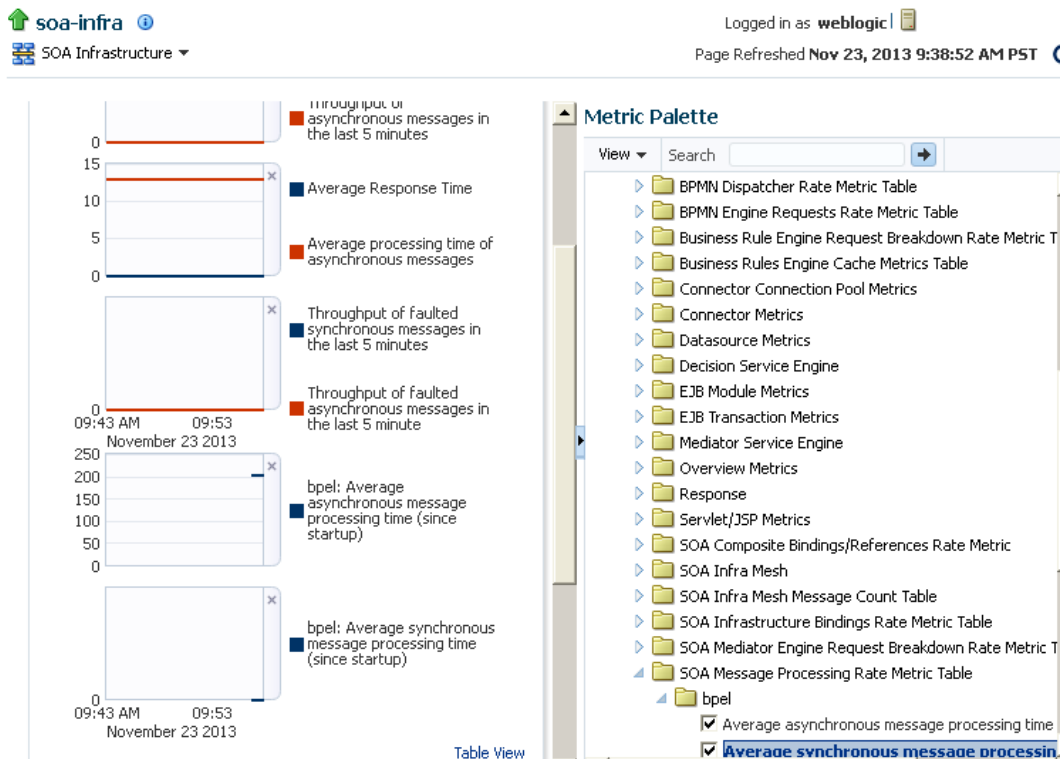 soa-infra
Logged in as weblogic
SOA Infrastructure
Page Refreshed Nov 23, 2013 9:38:52 AM PST
Throughput of
asynchronous messages in
the last 5 minutes
0
15
10
5
0
Average Response Time
Average processing time of
asynchronous messages
Throughput of faulted
synchronous messages in
the last 5 minutes
Throughput of faulted
asynchronous messages in
the last 5 minute
0
09:43 AM 09:53
November 23 2013
250
200
150
100
50
0
bpel: Average
asynchronous message
processing time (since
startup)
bpel: Average synchronous
message processing time
(since startup)
0
09:43 AM 09:53
November 23 2013
Table View
Metric Palette
View Search
BPMN Dispatcher Rate Metric Table
BPMN Engine Requests Rate Metric Table
Business Rule Engine Request Breakdown Rate Metric T
Business Rules Engine Cache Metrics Table
Connector Connection Pool Metrics
Connector Metrics
Datasource Metrics
Decision Service Engine
EJB Module Metrics
EJB Transaction Metrics
Mediator Service Engine
Overview Metrics
Response
Servlet/JSP Metrics
SOA Composite Bindings/References Rate Metric
SOA Infra Mesh
SOA Infra Mesh Message Count Table
SOA Infrastructure Bindings Rate Metric Table
SOA Mediator Engine Request Breakdown Rate Metric T
SOA Message Processing Rate Metric Table
bpel
Average asynchronous message processing time
Average synchronous message processin